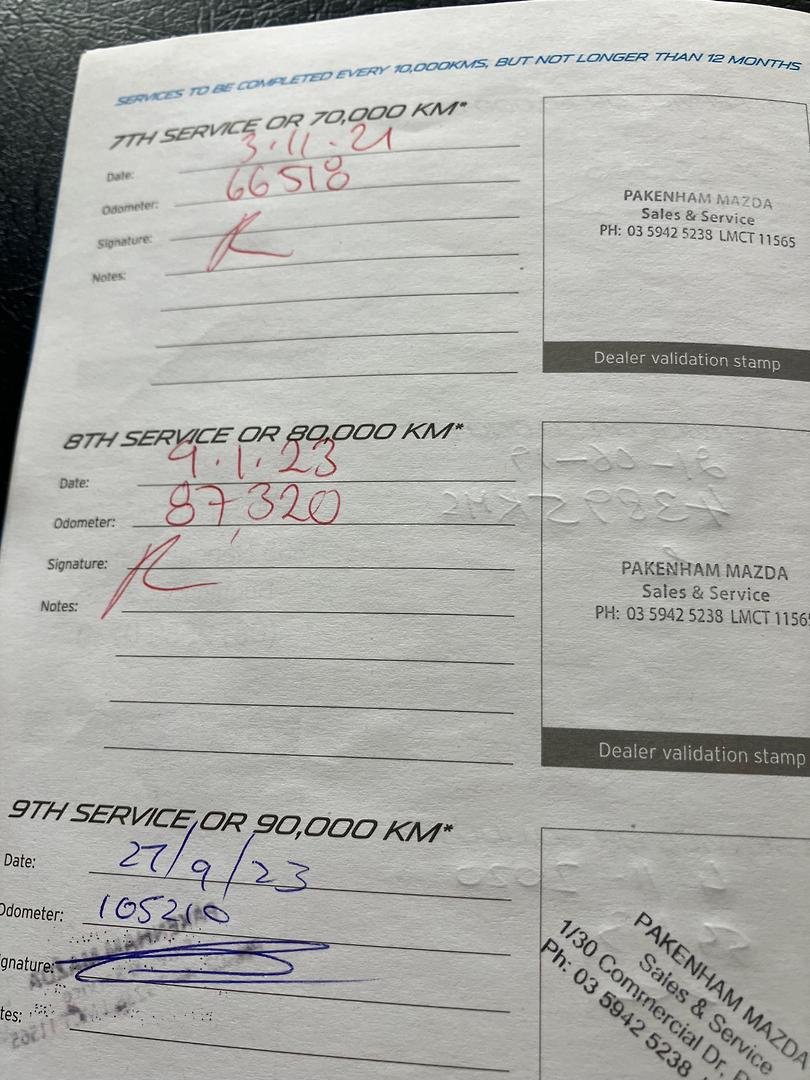 SERVICES TO BE COMPLETED EVERY 10,000KMS, BUT NOT LONGER THAN 12 MONTHS
7TH SERVICE OR 70,000 KM*
Date: 3.11.21
Odometer: 66518
Signature:
Notes:
PAKENHAM MAZDA
Sales & Service
PH: 03 5942 5238 LMCT 11565
Dealer validation stamp
8TH SERVICE OR 80,000 KM*
Date: 9.1.23
Odometer: 87,320
Signature:
Notes:
PAKENHAM MAZDA
Sales & Service
PH: 03 5942 5238 LMCT 1156
Dealer validation stamp
9TH SERVICE OR 90,000 KM*
Date: 27/9/23
Odometer: 105210
gnature:
tes:
PAKENHAM MAZDA
Sales & Service
1/30 Commercial Dr,
Ph: 03 5942 5238